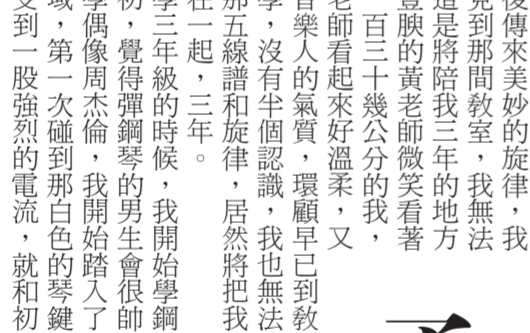 後傳來美妙的旋律，我
竟到那間教室，我無法
這是將陪我三年的地方
豐腴的黃老師微笑看著
百三十幾公分的我，
老師看起來好溫柔，又
音樂人的氣質，環顧早已到教
學，沒有半個認識，我也無法
那五線譜和旋律，居然將把我
在一起，三年。
學三年級的時候，我開始學鋼
初，覺得彈鋼琴的男生會很帥
學偶像周杰倫，我開始踏入了
域，第一次碰到那白色的琴鍵
受到一股強烈的電流，就和初